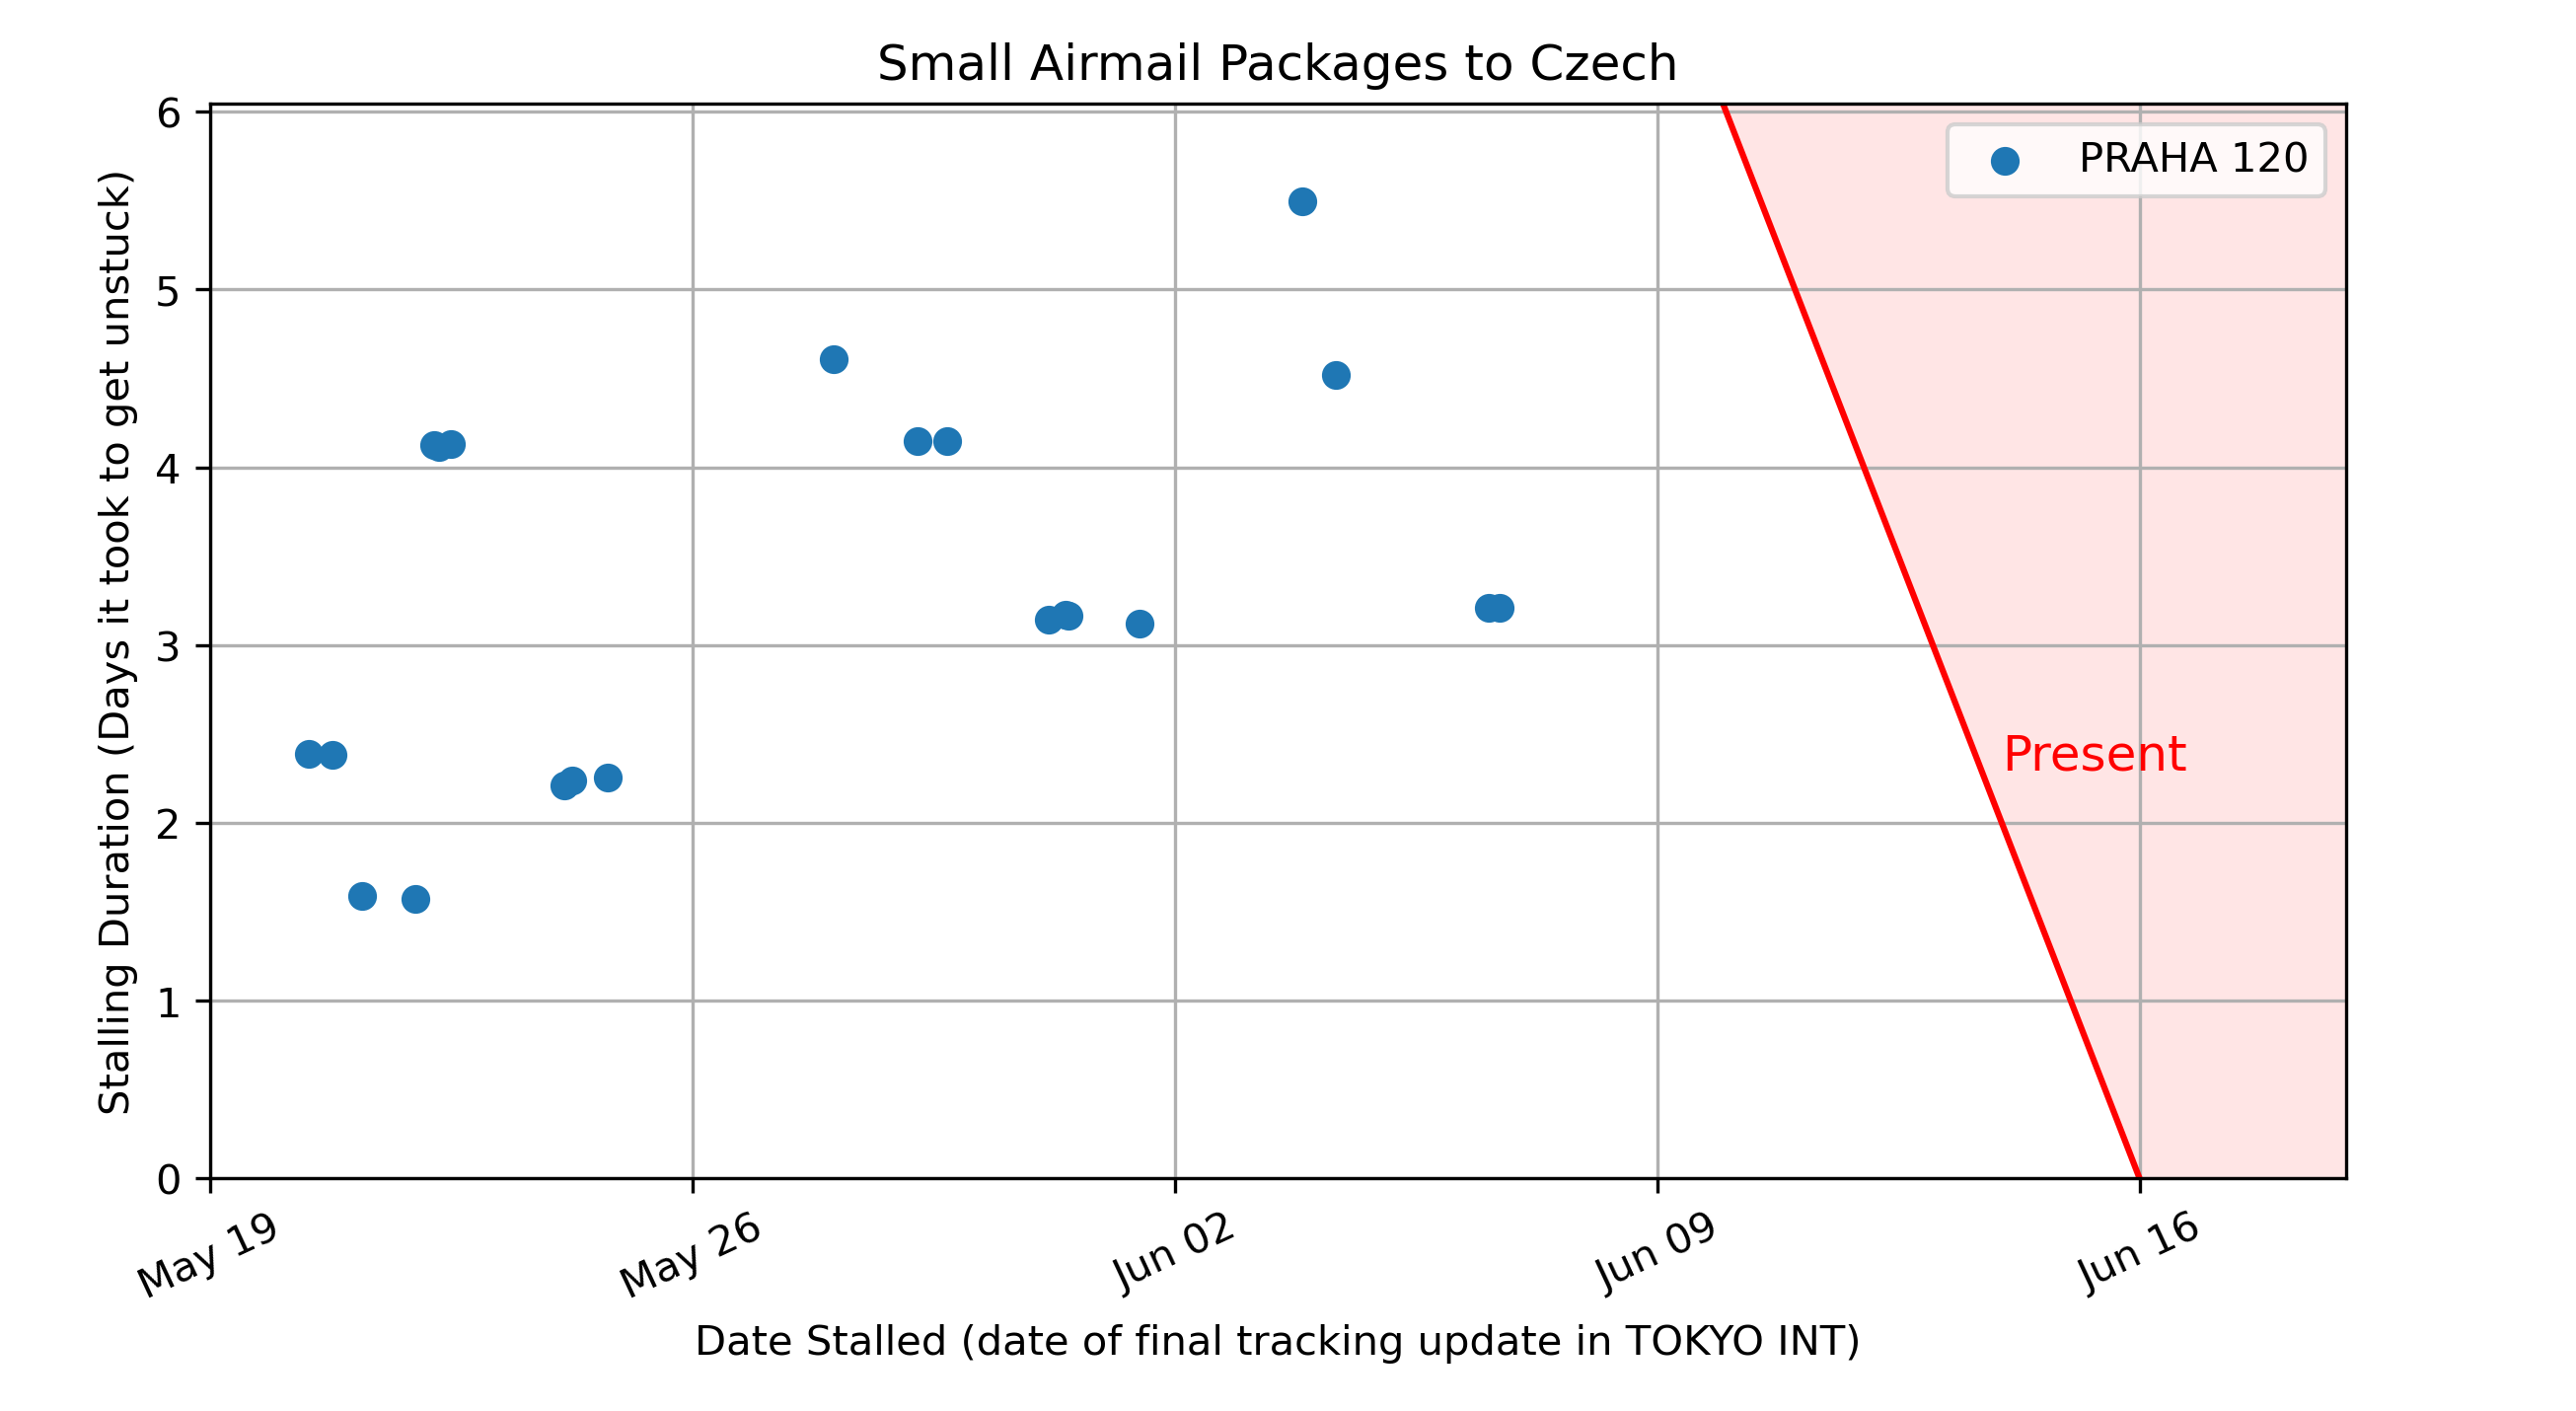 Small Airmail Packages to Czech
Stalling Duration (Days it took to get unstuck)
6
5
4
3
2
1
0
PRAHA 120
Present
May 19
May 26
Jun 02
Jun 09
Jun 16
Date Stalled (date of final tracking update in TOKYO INT)